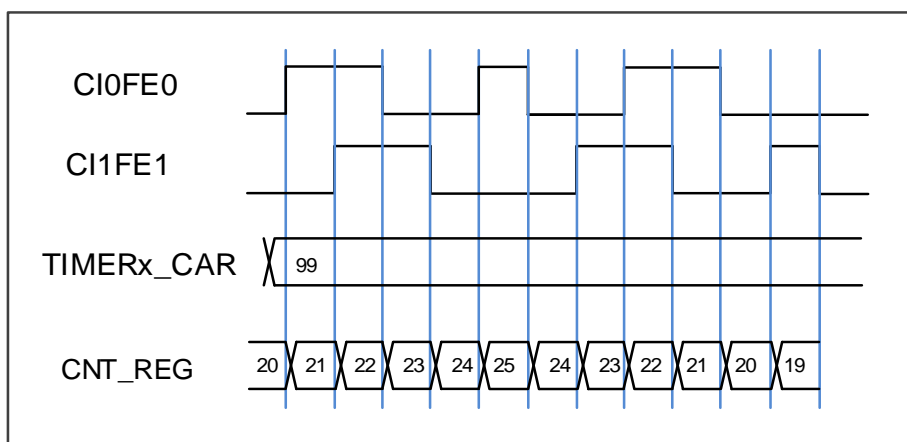 CI0FE0
CI1FE1
TIMERx_CAR 99
CNT_REG 20 21 22 23 24 25 24 23 22 21 20 19